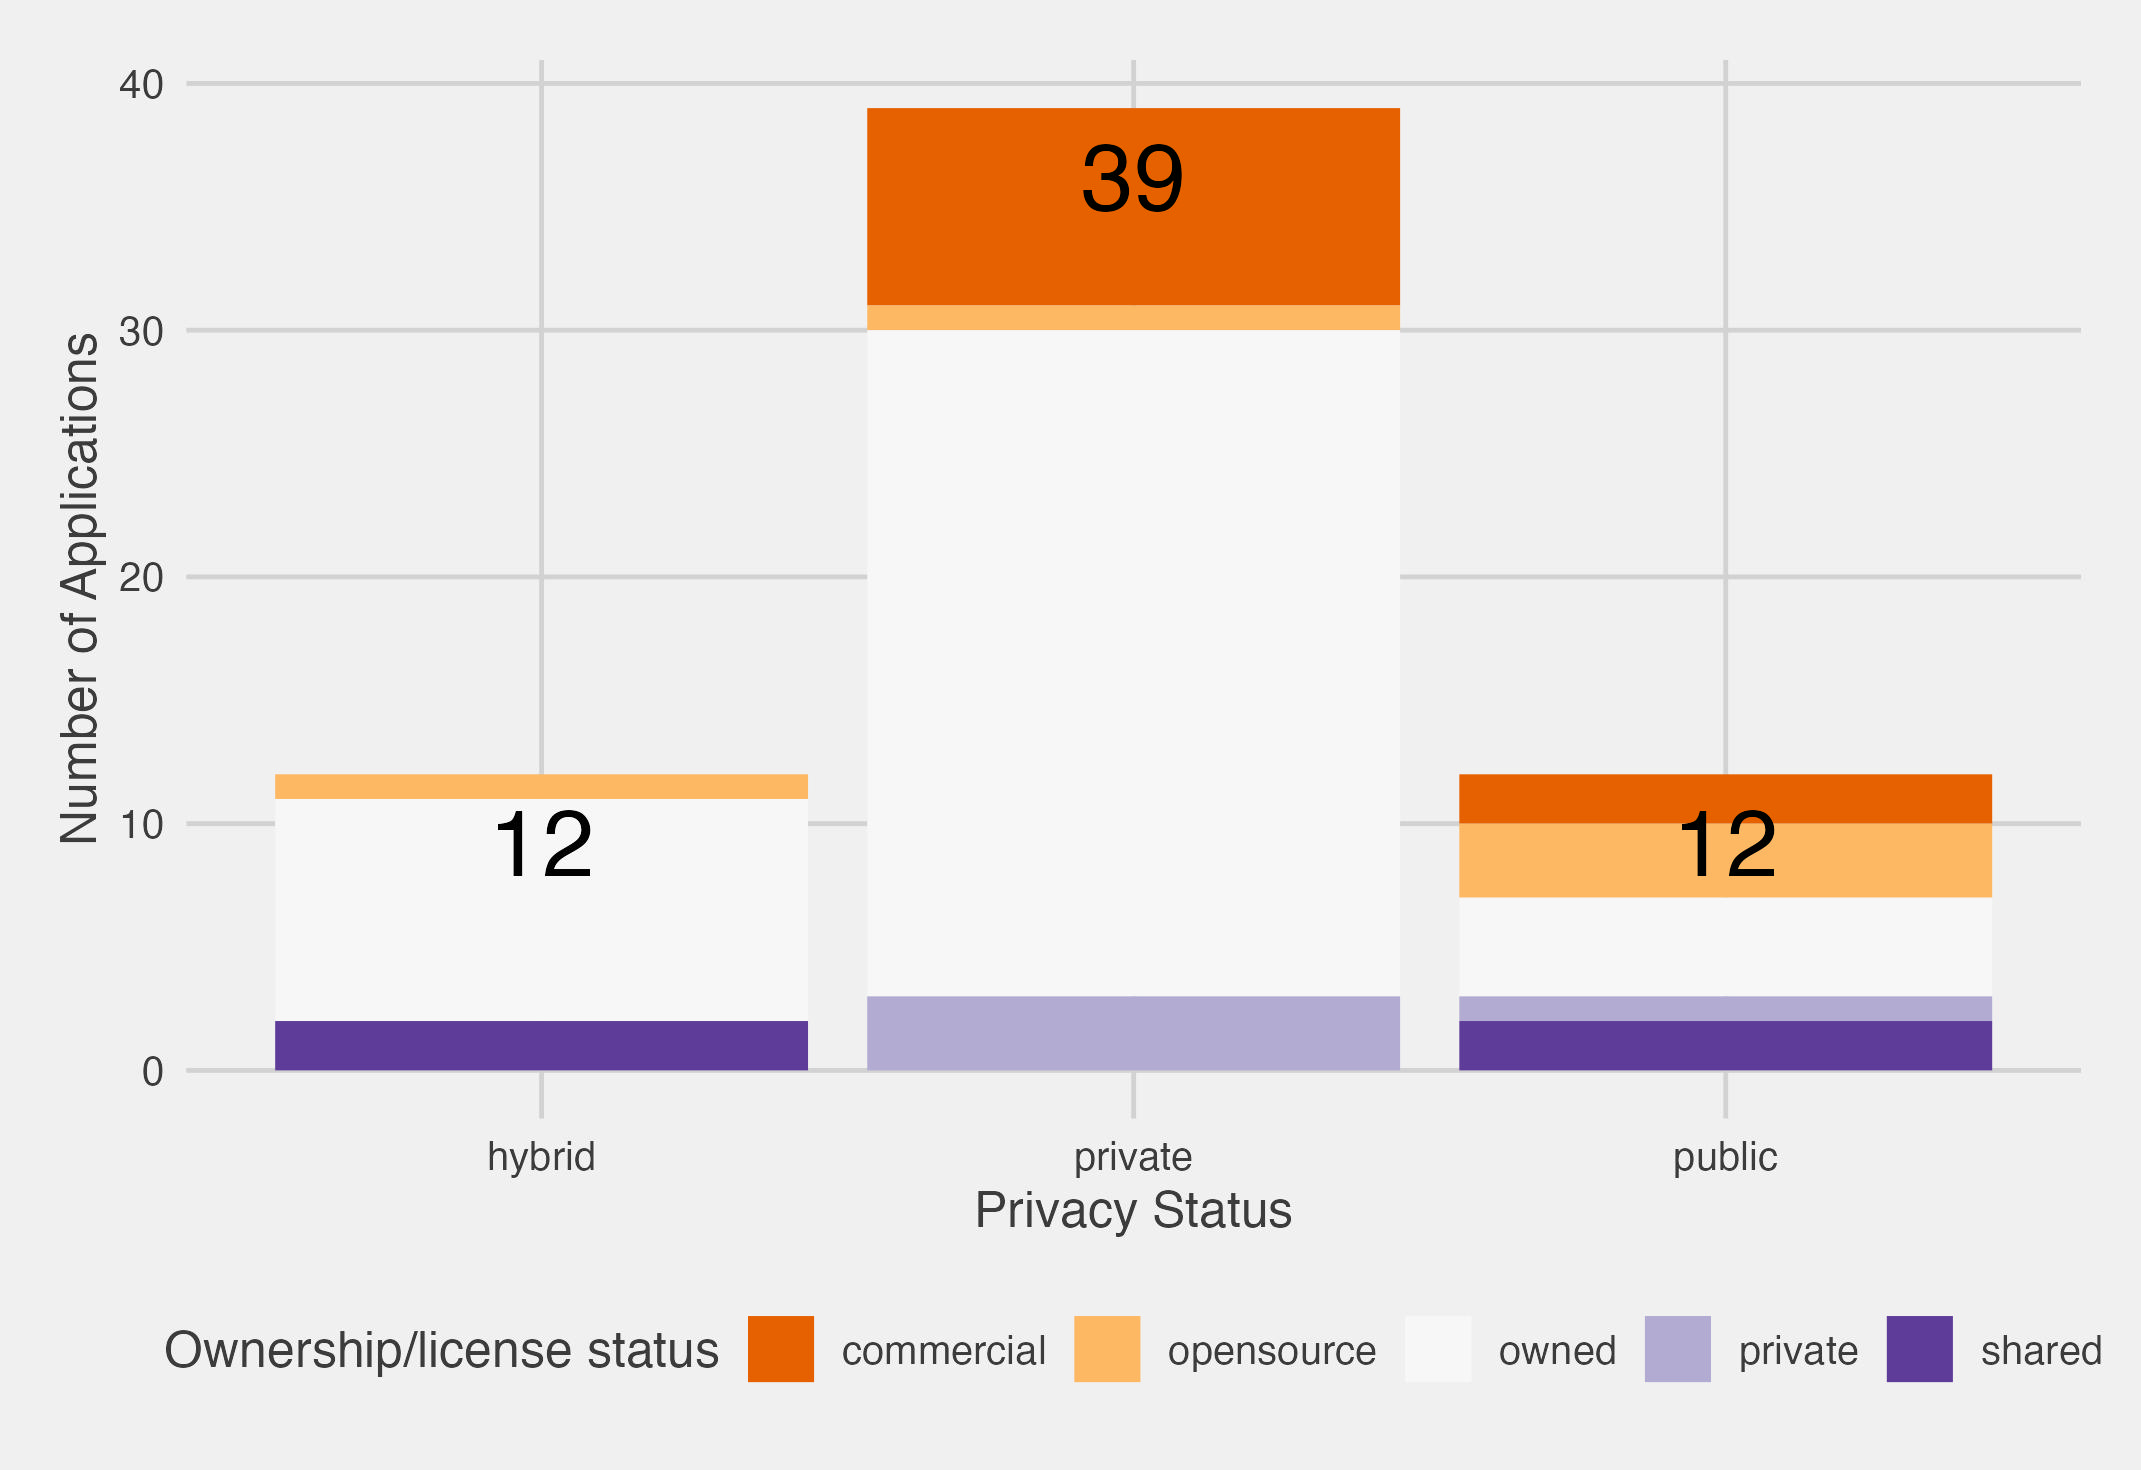 40
30
20
10
0
Number of Applications
39
12
12
hybrid private public
Privacy Status
Ownership/license status commercial opensource owned private shared